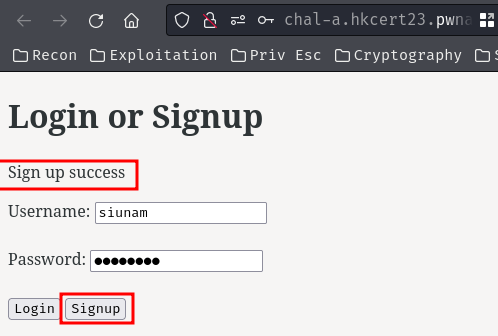 chal-a.hkcert23.pwna
Recon Exploitation Priv Esc Cryptography
Login or Signup
Sign up success
Username: siunam
Password: ●●●●●●●●
Login Signup